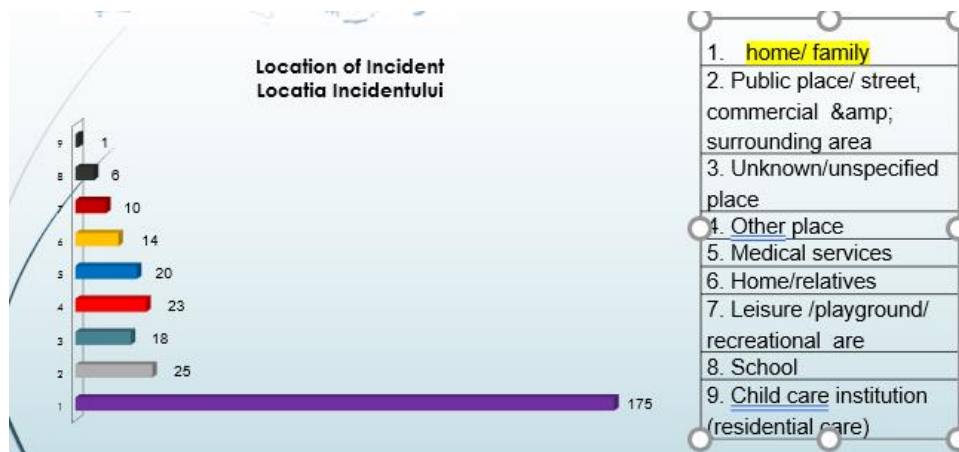 Location of Incident
Locatia Incidentului
9 1
8 6
7 10
6 14
5 20
4 23
3 18
2 25
1 175
1. home/ family
2. Public place/ street,
commercial &amp;
surrounding area
3. Unknown/unspecified
place
4. Other place
5. Medical services
6. Home/relatives
7. Leisure /playground/
recreational are
8. School
9. Child care institution
(residential care)